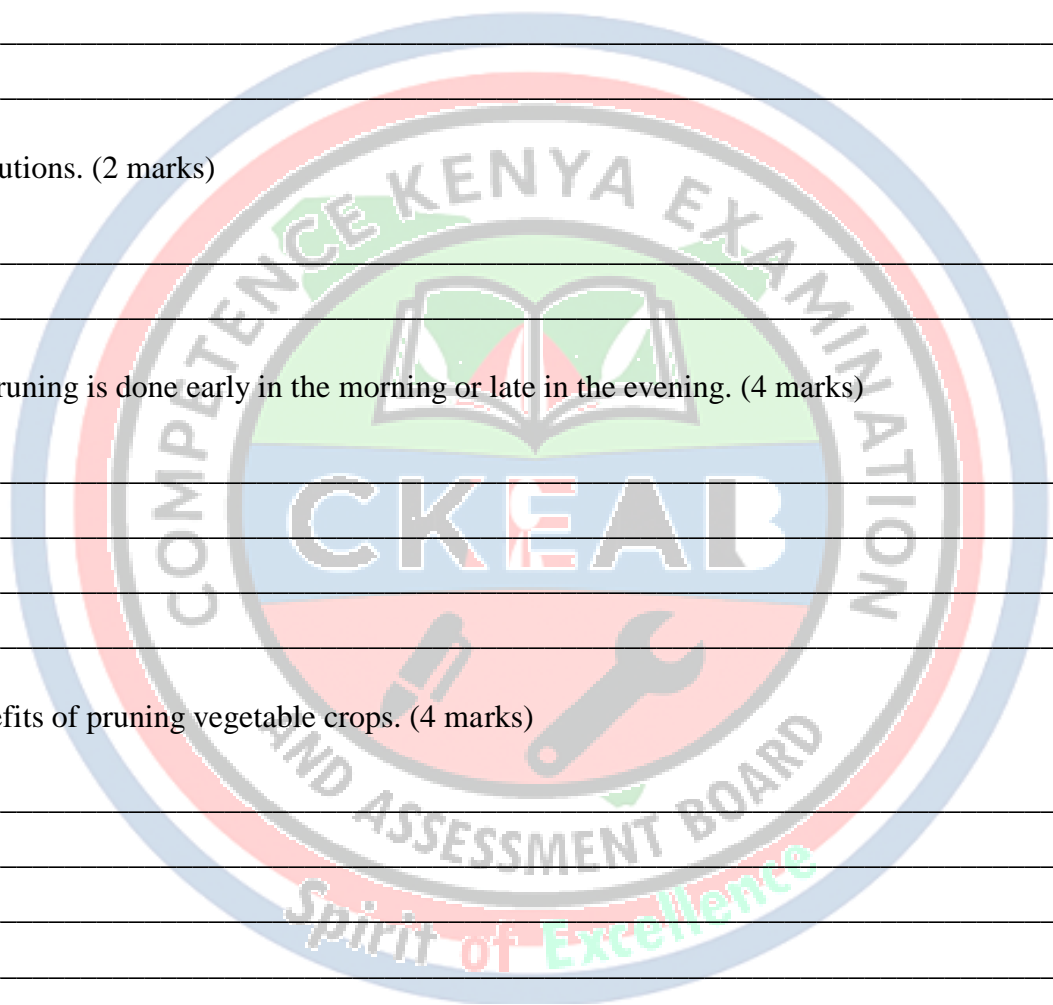 utions. (2 marks)
runing is done early in the morning or late in the evening. (4 marks)
efits of pruning vegetable crops. (4 marks)
COMPETENCE KENYA EXAMINATION
CKEAB
AND ASSESSMENT BOARD
Spirit of Excellence